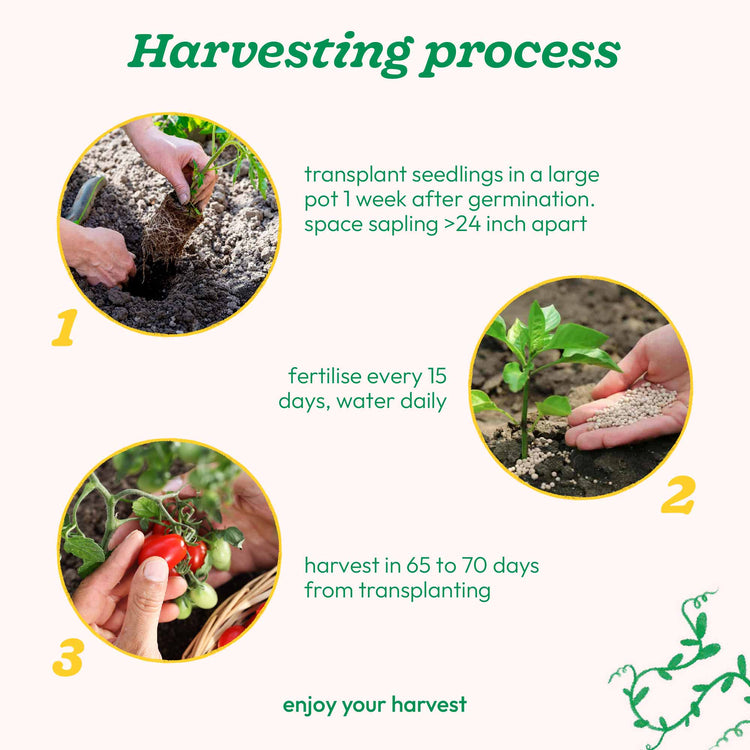 Harvesting process
transplant seedlings in a large
pot 1 week after germination.
space sapling >24 inch apart
1
fertilise every 15
days, water daily
2
harvest in 65 to 70 days
from transplanting
3
enjoy your harvest